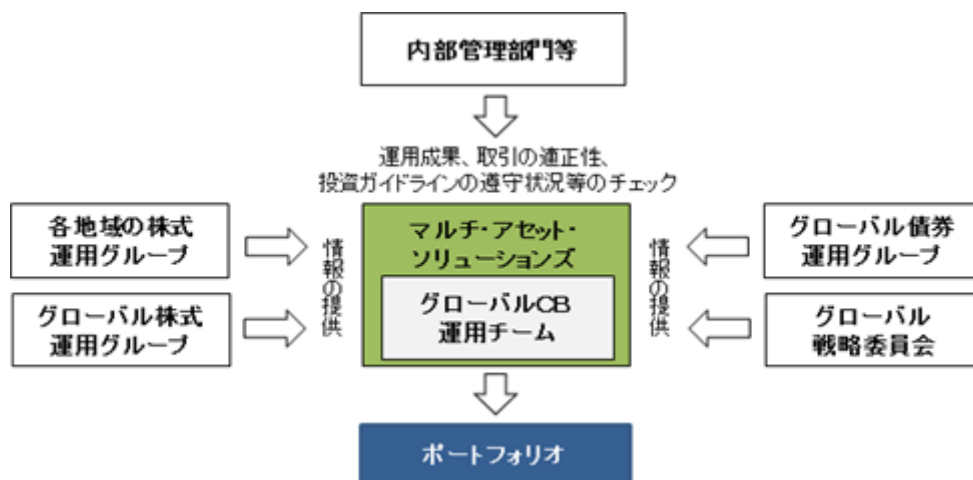 内部管理部門等
運用成果、取引の適正性、
投資ガイドラインの遵守状況等のチェック
各地域の株式
運用グループ
グローバル株式
運用グループ
情報の提供
マルチ・アセット・
ソリューションズ
グローバルCB
運用チーム
情報の提供
グローバル債券
運用グループ
グローバル
戦略委員会
ポートフォリオ